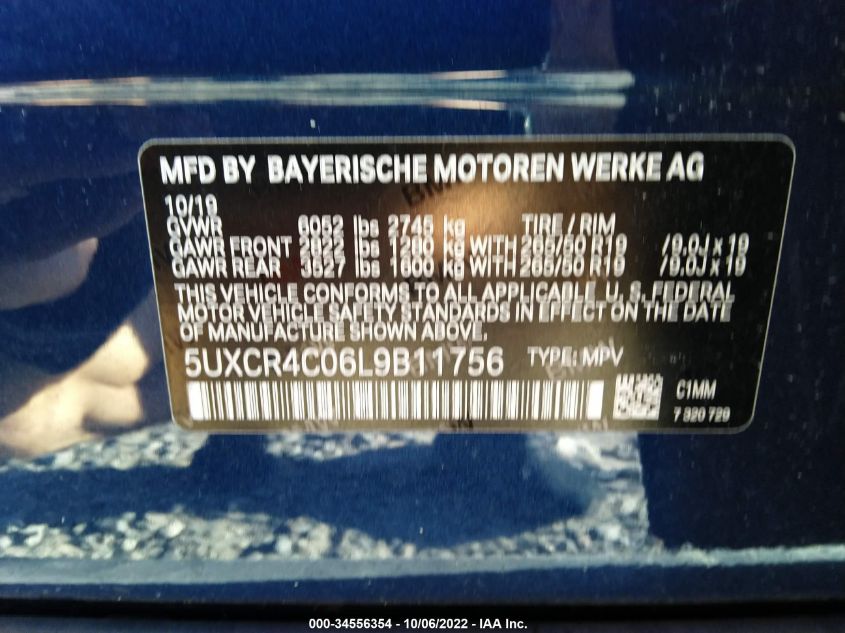 MFD BY BAYERISCHE MOTOREN WERKE AG
10/19
GVWR 6052 lbs 2745 kg TIRE / RIM
GAWR FRONT 2822 lbs 1280 kg WITH 265/50 R19 /9.0J x 19
GAWR REAR 3527 lbs 1600 kg WITH 265/50 R19 /9.0J x 19
THIS VEHICLE CONFORMS TO ALL APPLICABLE U. S. FEDERAL
MOTOR VEHICLE SAFETY STANDARDS IN EFFECT ON THE DATE
OF MANUFACTURE SHOWN ABOVE.
5UXCR4C06L9B11756 TYPE: MPV
C1MM
7 920 729
000-34556354 - 10/06/2022 - IAA Inc.